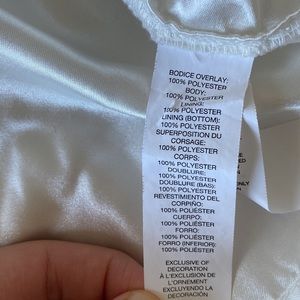 BODICE OVERLAY:
100% POLYESTER
BODY:
100% POLYESTER
LINING:
100% POLYESTER
LINING (BOTTOM):
100% POLYESTER
SUPERPOSITION DU
CORSAGE:
100% POLYESTER
CORPS:
100% POLYESTER
DOUBLURE:
100% POLYESTER
DOUBLURE (BAS):
100% POLYESTER
REVESTIMIENTO DEL
CORPIÑO:
100% POLIÉSTER
CUERPO:
100% POLIÉSTER
FORRO:
100% POLIÉSTER
FORRO (INFERIOR):
100% POLIÉSTER
EXCLUSIVE OF
DECORATION
À L'EXCLUSION DE
L'ORNEMENT
EXCLUYENDO LA
DECORACIÓN